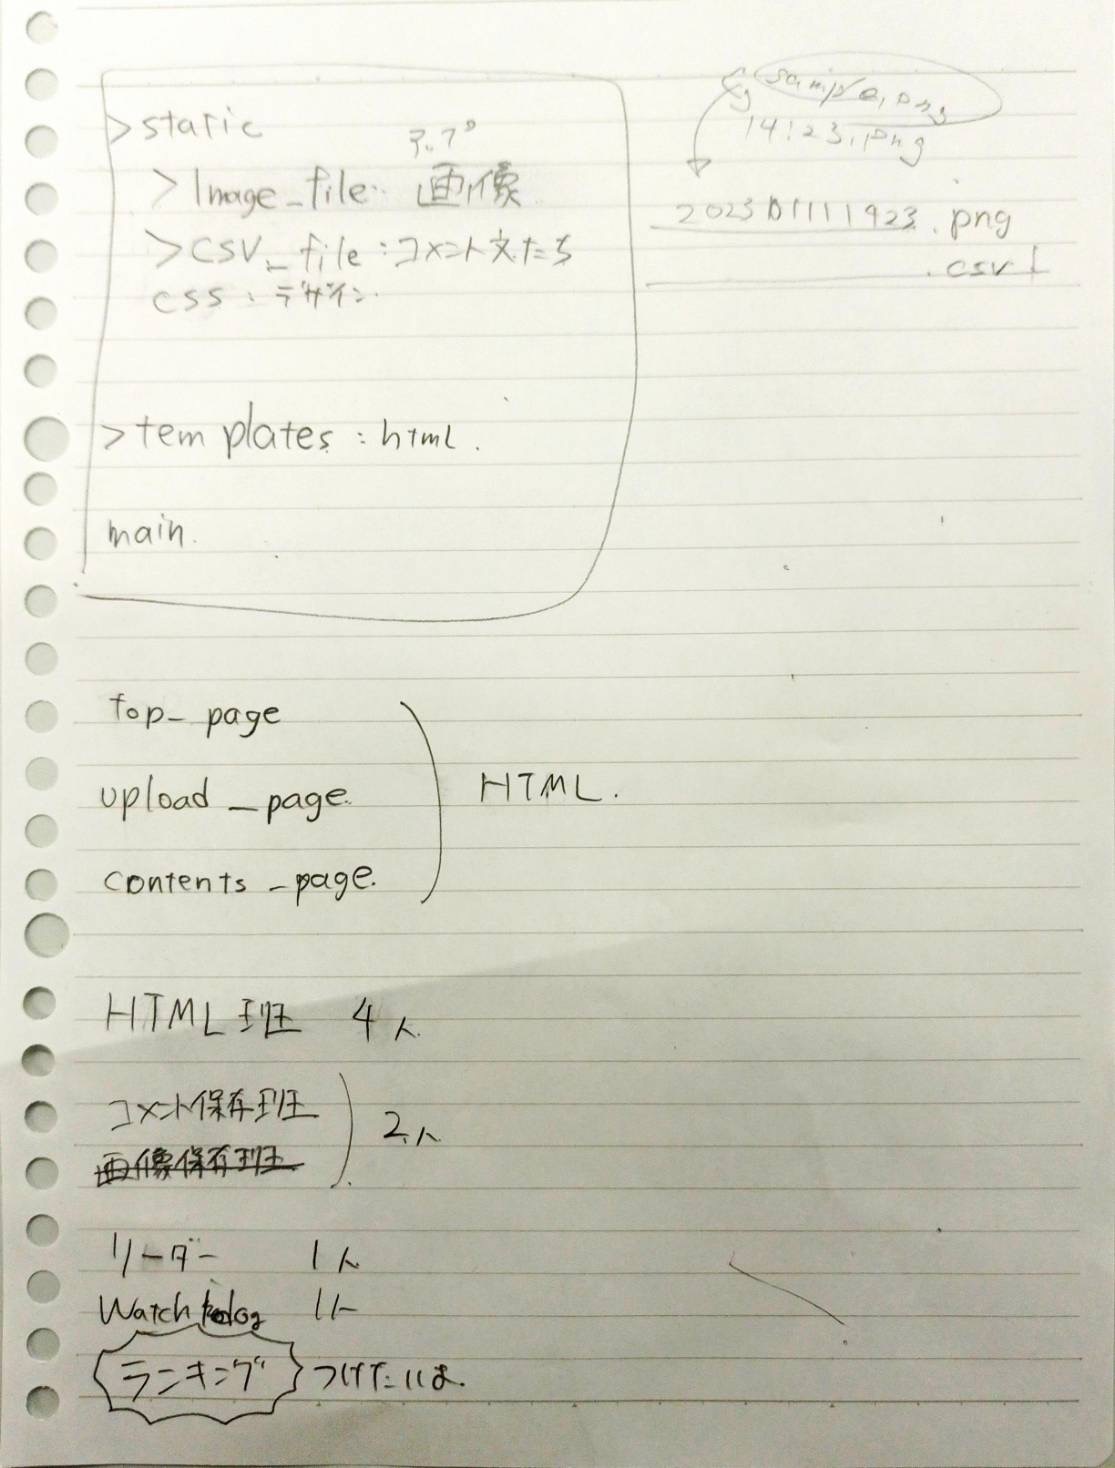 >static
アップ
>Image_file: 画像
>CSV_file:コメント文たち
css:デザイン.
>templates:html.
main.
sample.png
14:23.png
202301111923.png
.csv
top_page
upload_page.
contents_page.
HTML.
HTML班 4人
コメント保存班
画像保存班
2人
リーダー 1人
Watchdog 1人
ランキング つけたいよ.